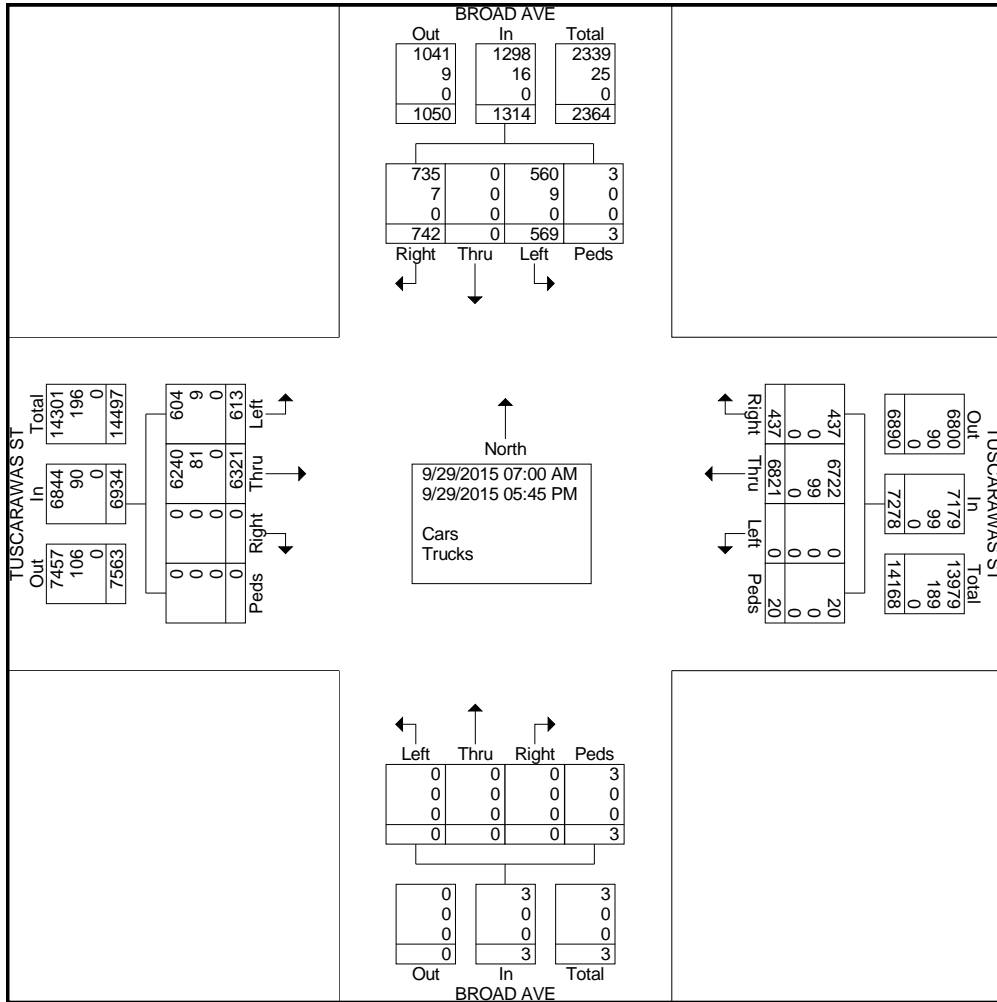 BROAD AVE
Out In Total
1041 1298 2339
9 16 25
0 0 0
1050 1314 2364
735 0 560 3
7 0 9 0
0 0 0 0
742 0 569 3
Right Thru Left Peds
TUSCARAWAS ST
Total In Out
14301 6844 7457
196 90 106
0 0 0
14497 6934 7563
604 6240 0 0
9 81 0 0
0 0 0 0
613 6321 0 0
Left Thru Right Peds
North
9/29/2015 07:00 AM
9/29/2015 05:45 PM
Cars
Trucks
Right Thru Left Peds
437 6722 0 20
0 99 0 0
0 0 0 0
437 6821 0 20
TUSCARAWAS ST
Out In Total
6800 7179 13979
90 99 189
0 0 0
6890 7278 14168
Left Thru Right Peds
0 0 0 3
0 0 0 0
0 0 0 0
0 0 0 3
0 3 3
0 0 0
0 0 0
0 3 3
Out In Total
BROAD AVE